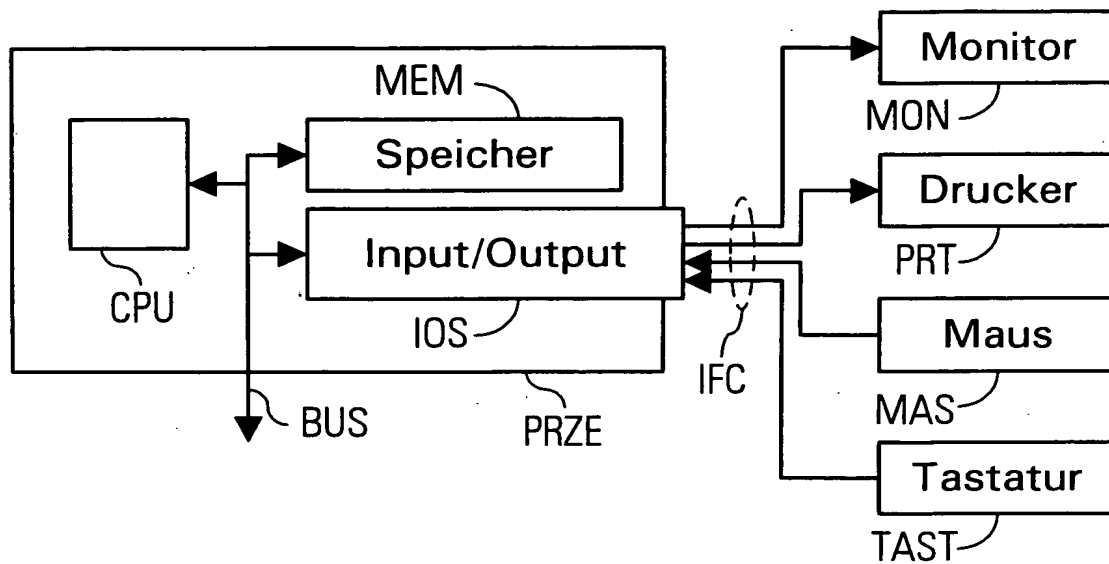 Monitor
MON
MEM
Speicher
Drucker
PRT
Input/Output
CPU
IOS
IFC
Maus
MAS
BUS
PRZE
Tastatur
TAST